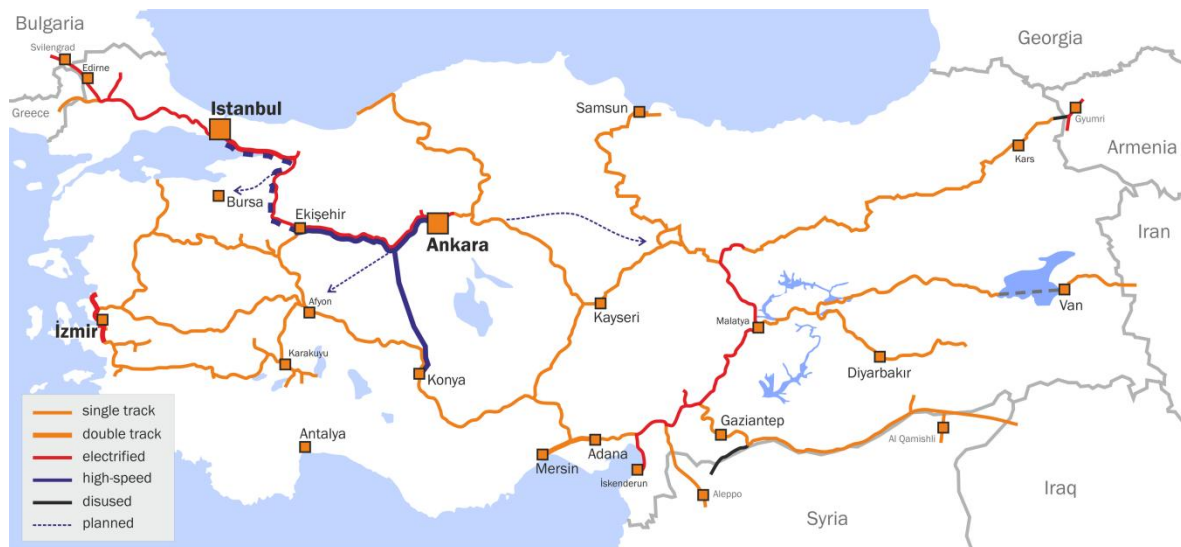 Bulgaria
Svilengrad
Edirne
Greece
Istanbul
Bursa
Ekişehir
Ankara
Samsun
Georgia
Gyumri
Kars
Armenia
Iran
Afyon
İzmir
Karakuyu
Konya
Kayseri
Malatya
Van
Diyarbakır
Antalya
Mersin
Adana
İskenderun
Gaziantep
Aleppo
Al Qamishli
Syria
Iraq
single track
double track
electrified
high-speed
disused
planned